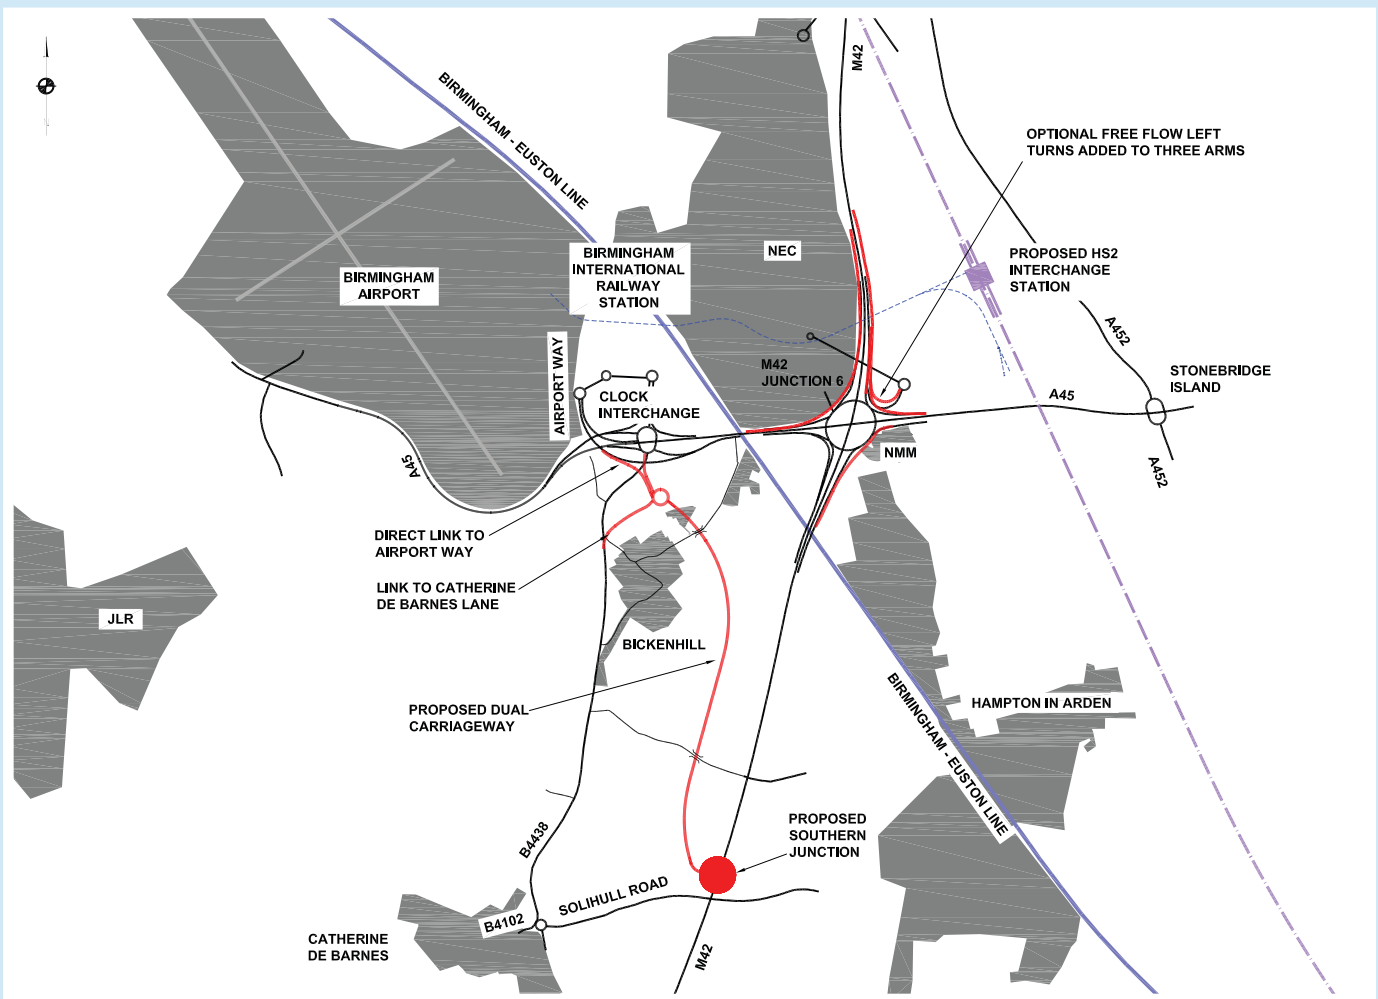 M42
BIRMINGHAM - EUSTON LINE
OPTIONAL FREE FLOW LEFT
TURNS ADDED TO THREE ARMS
NEC
BIRMINGHAM
INTERNATIONAL
RAILWAY
STATION
PROPOSED HS2
INTERCHANGE
STATION
BIRMINGHAM
AIRPORT
A452
AIRPORT WAY
M42
JUNCTION 6
STONEBRIDGE
ISLAND
CLOCK
INTERCHANGE
A45
NMM
A45
A452
DIRECT LINK TO
AIRPORT WAY
LINK TO CATHERINE
DE BARNES LANE
JLR
BICKENHILL
PROPOSED DUAL
CARRIAGEWAY
HAMPTON IN ARDEN
BIRMINGHAM - EUSTON LINE
PROPOSED
SOUTHERN
JUNCTION
B4438
SOLIHULL ROAD
B4102
CATHERINE
DE BARNES
M42